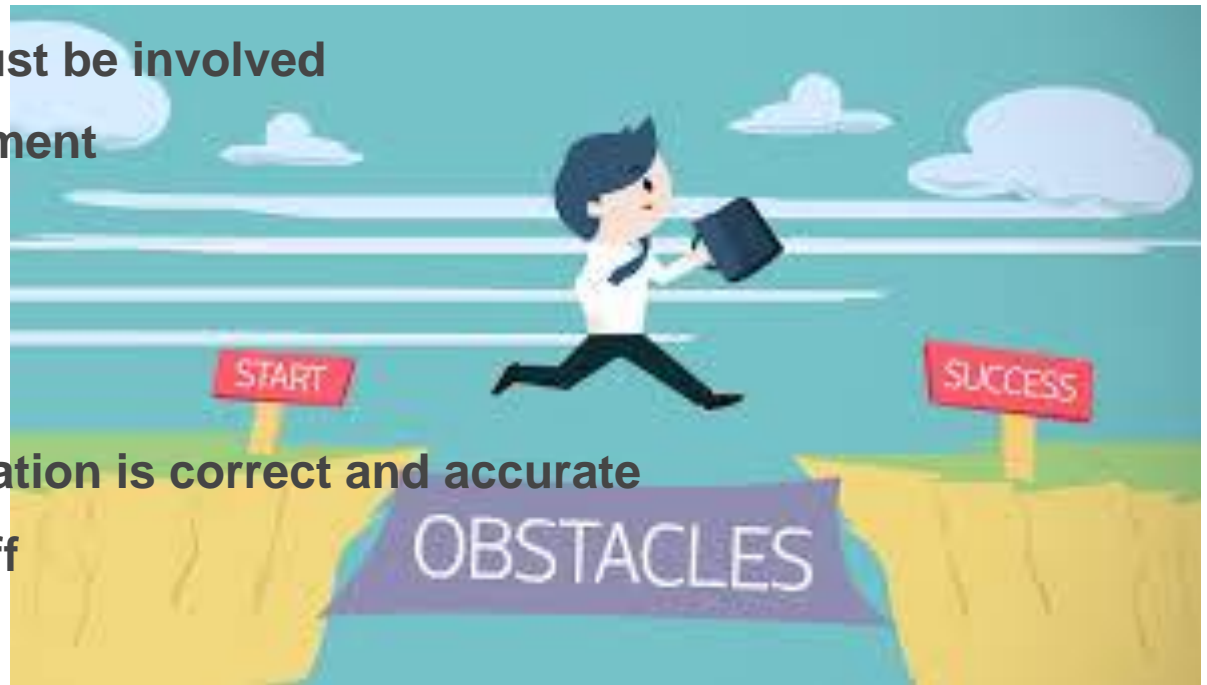 ust be involved
ment
START
SUCCESS
ation is correct and accurate
ff
OBSTACLES